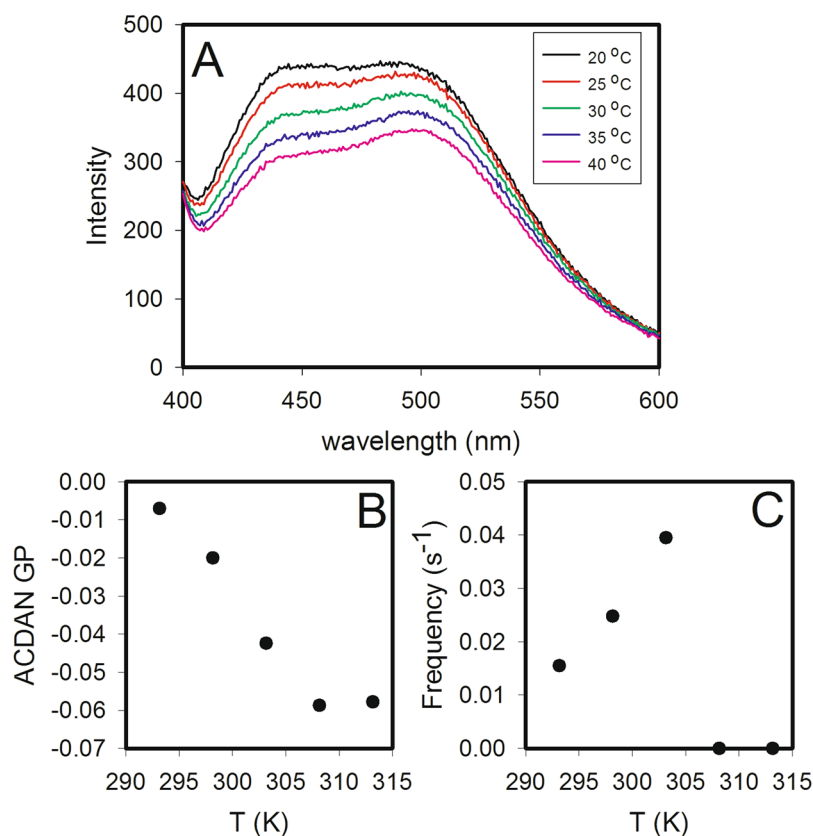 A
500
400
300
200
100
0
Intensity
20 °C
25 °C
30 °C
35 °C
40 °C
400 450 500 550 600
wavelength (nm)
B
0.00
-0.01
-0.02
-0.03
-0.04
-0.05
-0.06
-0.07
ACDAN GP
290 295 300 305 310 315
T (K)
C
0.05
0.04
0.03
0.02
0.01
0.00
Frequency (s⁻¹)
290 295 300 305 310 315
T (K)